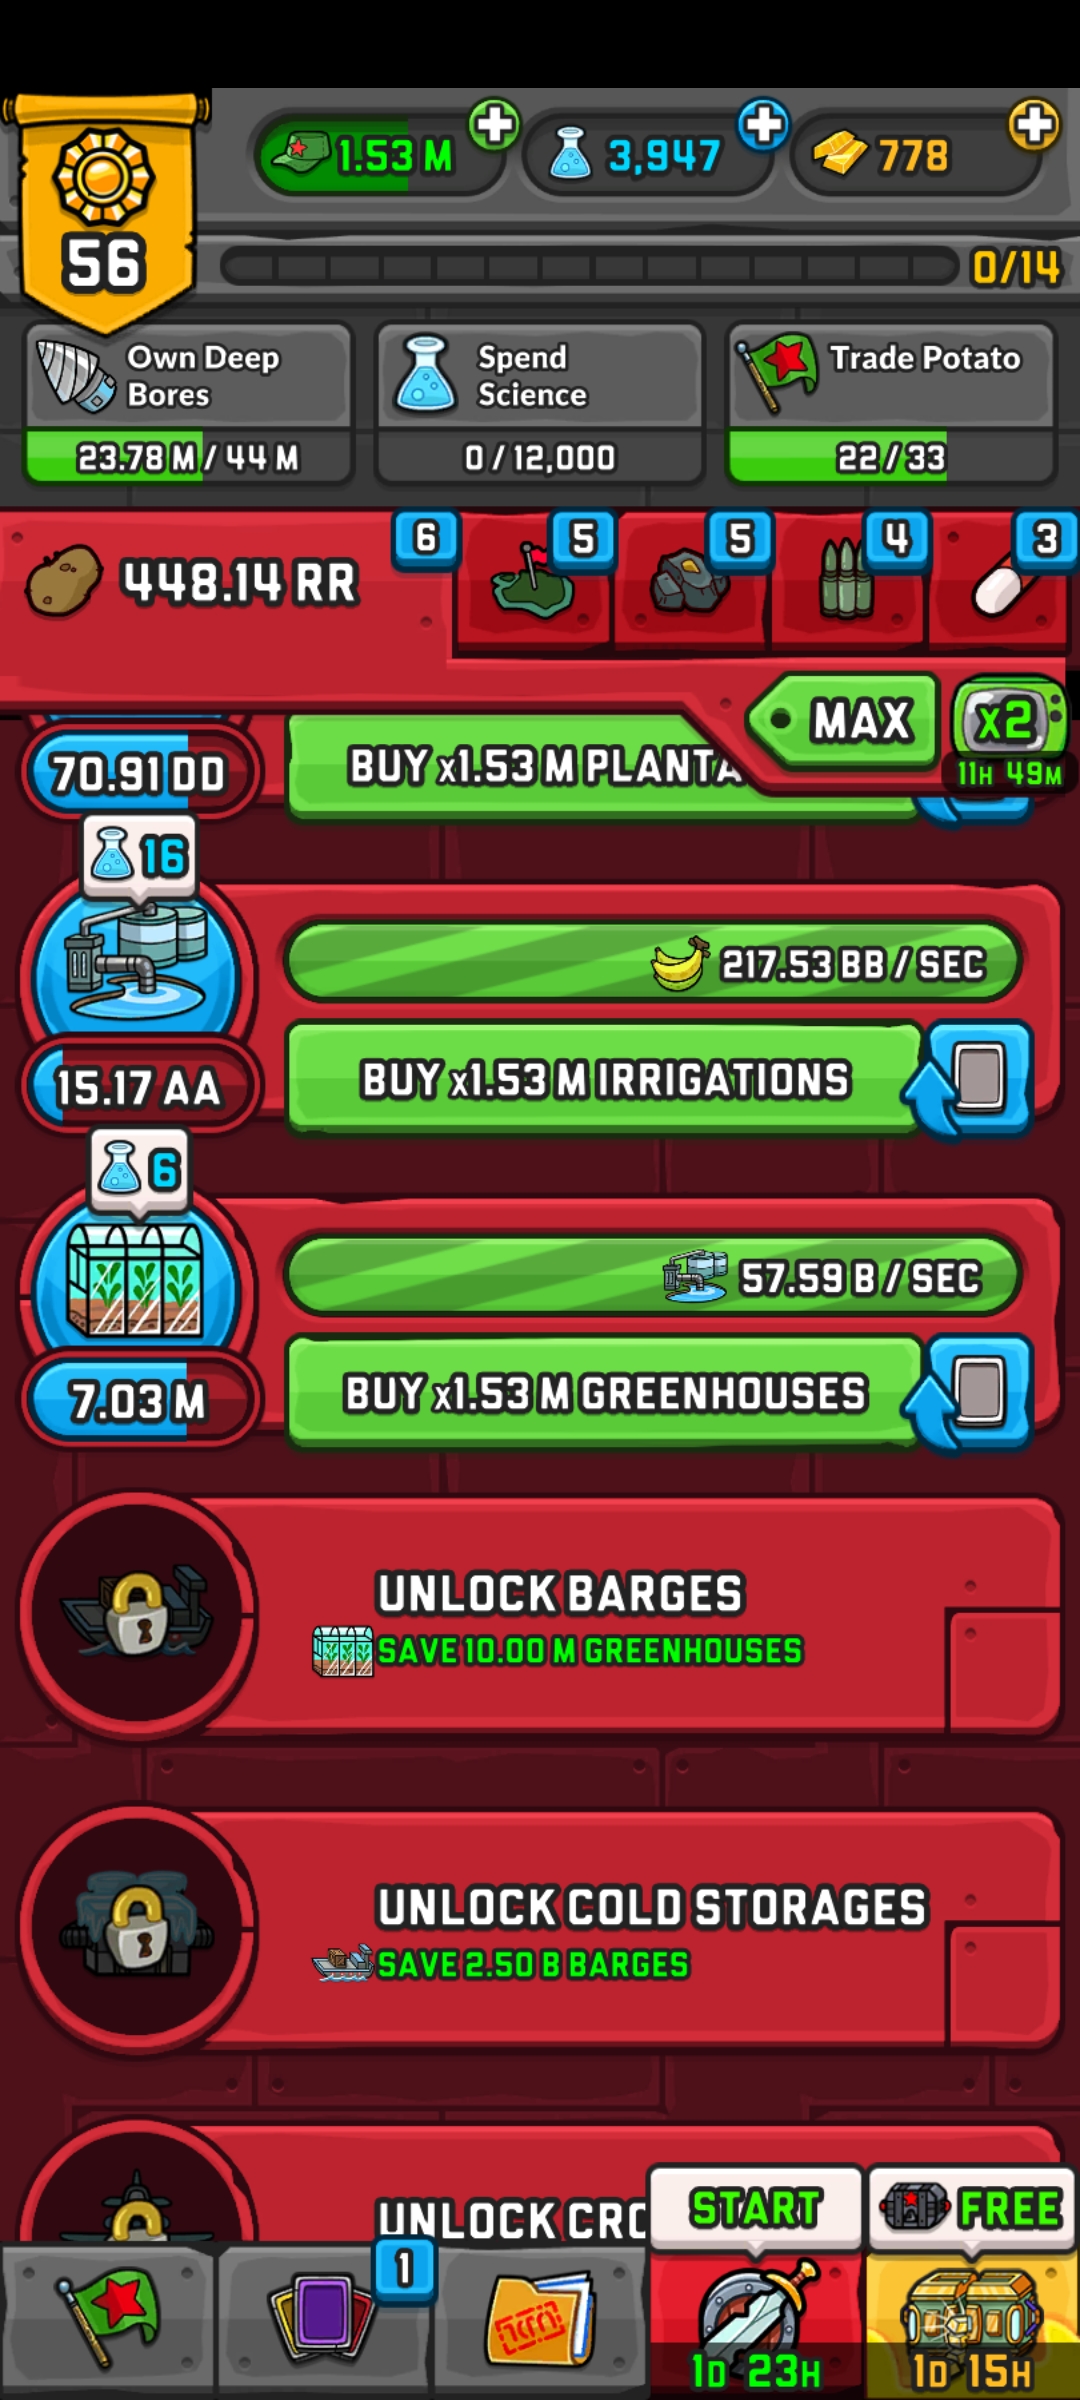 1.53 M
3,947
778
56
0/14
Own Deep
Bores
23.78 M / 44 M
Spend
Science
0 / 12,000
Trade Potato
22 / 33
448.14 RR
6
5
5
4
3
MAX
x2
11H 49M
70.91 DD
BUY x1.53 M PLANTA
16
217.53 BB / SEC
15.17 AA
BUY x1.53 M IRRIGATIONS
6
57.59 B / SEC
7.03 M
BUY x1.53 M GREENHOUSES
UNLOCK BARGES
SAVE 10.00 M GREENHOUSES
UNLOCK COLD STORAGES
SAVE 2.50 B BARGES
UNLOCK CRO
START
FREE
1
1D 23H
1D 15H